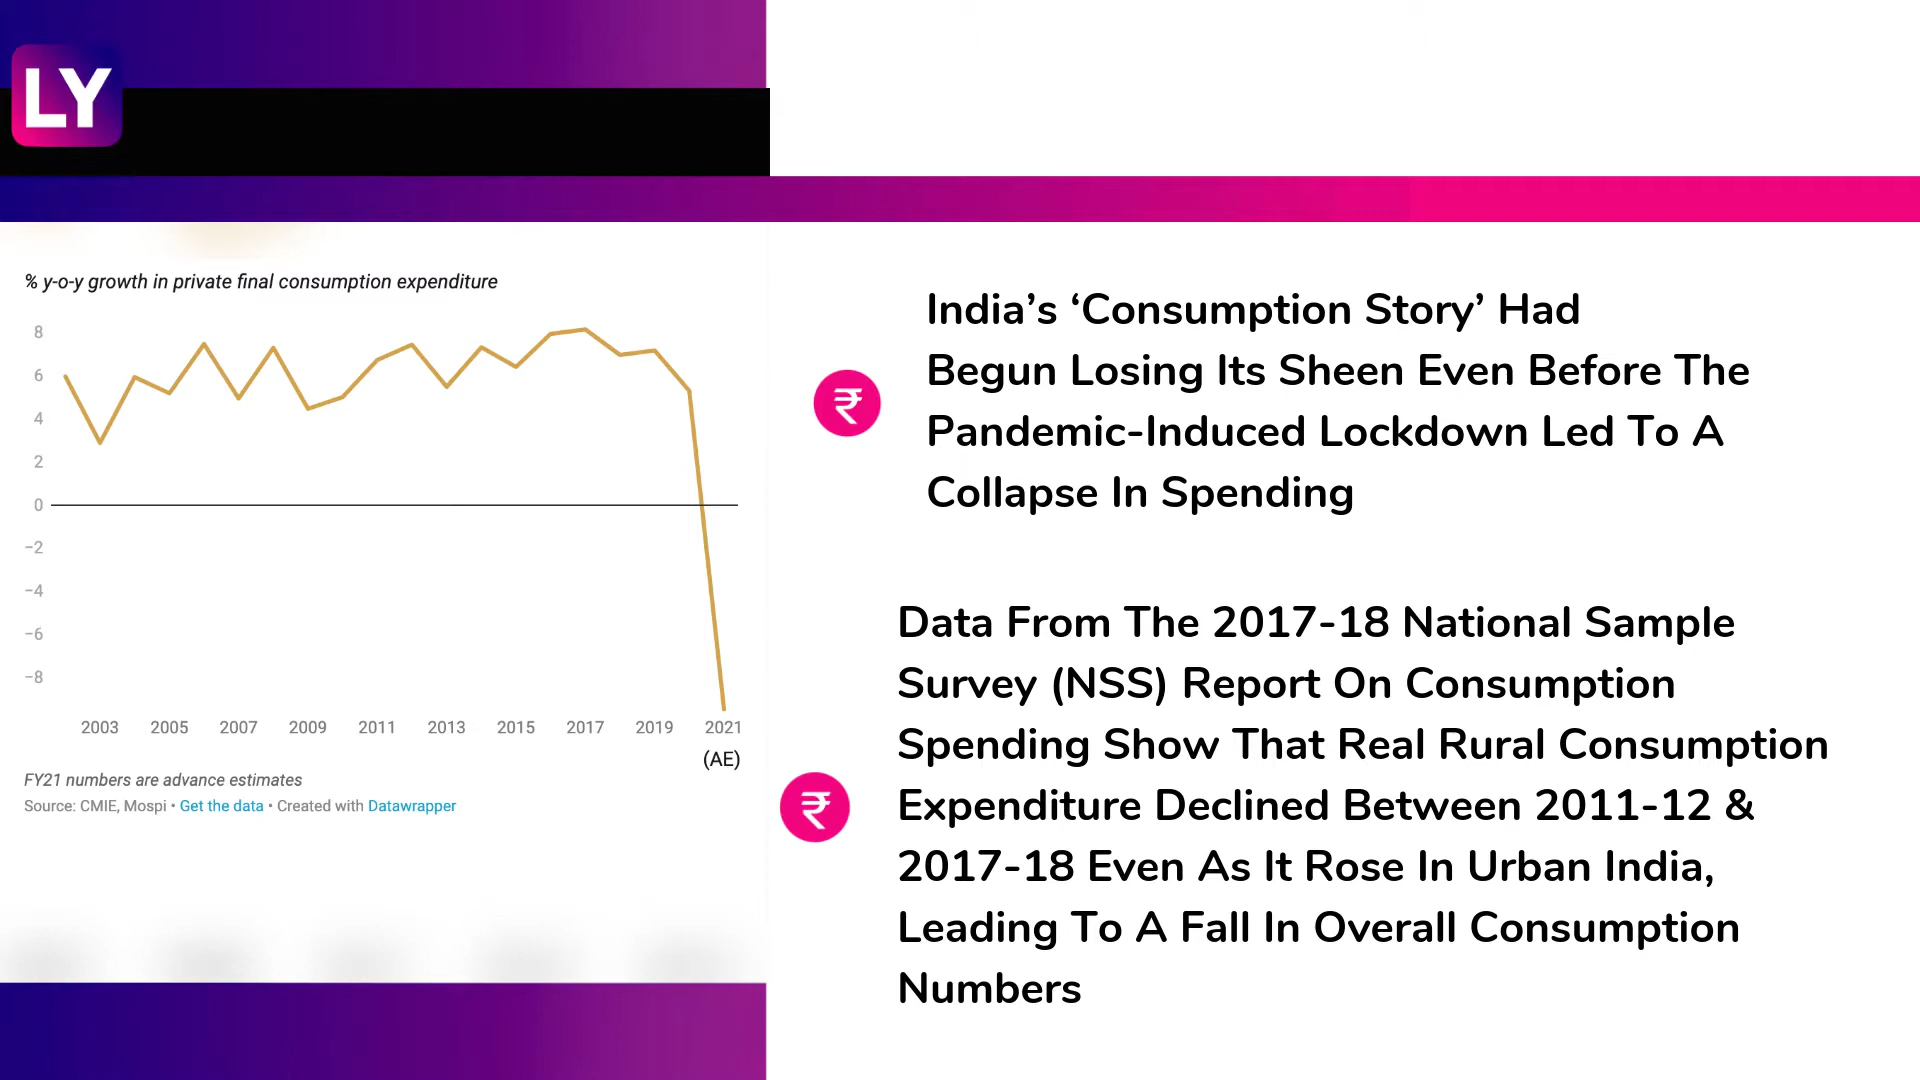 LY
% y-o-y growth in private final consumption expenditure
8
6
4
2
0
−2
−4
−6
−8
2003 2005 2007 2009 2011 2013 2015 2017 2019 2021
(AE)
FY21 numbers are advance estimates
Source: CMIE, Mospi • Get the data • Created with Datawrapper
₹
India’s ‘Consumption Story’ Had
Begun Losing Its Sheen Even Before The
Pandemic-Induced Lockdown Led To A
Collapse In Spending
₹
Data From The 2017-18 National Sample
Survey (NSS) Report On Consumption
Spending Show That Real Rural Consumption
Expenditure Declined Between 2011-12 &
2017-18 Even As It Rose In Urban India,
Leading To A Fall In Overall Consumption
Numbers